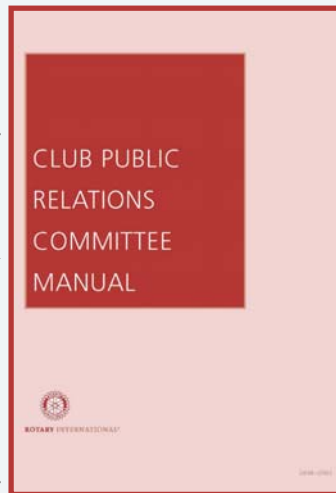 CLUB PUBLIC
RELATIONS
COMMITTEE
MANUAL
ROTARY INTERNATIONAL®